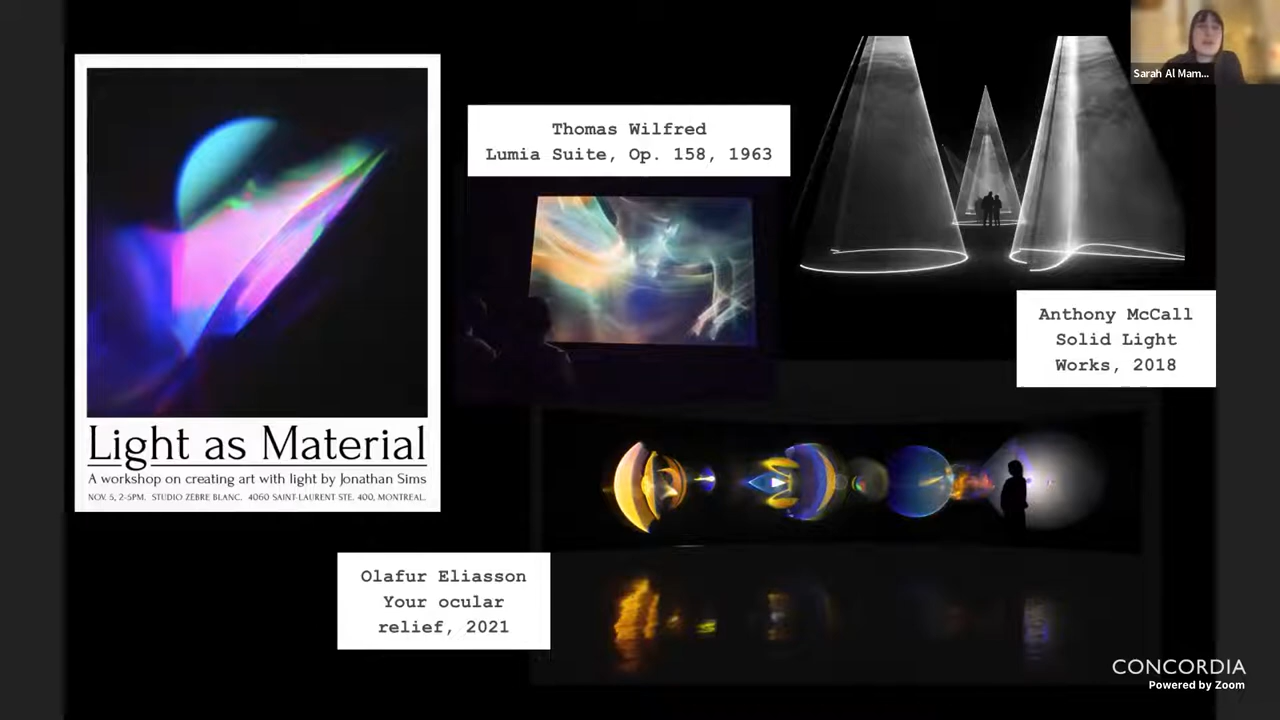 Sarah Al Mam...
Thomas Wilfred
Lumia Suite, Op. 158, 1963
Anthony McCall
Solid Light
Works, 2018
Light as Material
A workshop on creating art with light by Jonathan Sims
NOV. 5, 2-5PM. STUDIO ZÈBRE BLANC. 4060 SAINT-LAURENT STE. 400, MONTREAL.
Olafur Eliasson
Your ocular
relief, 2021
CONCORDIA
Powered by Zoom